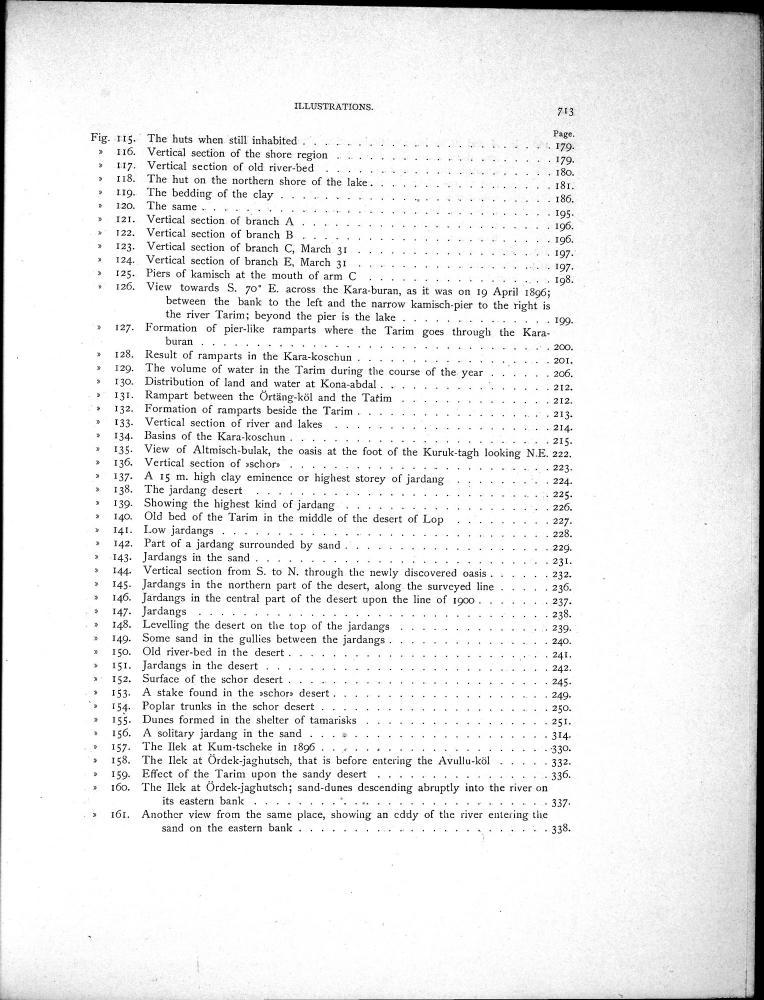 ILLUSTRATIONS.
713
Page.
Fig. 115. The huts when still inhabited . . . . . . . . . . . . . . . . . . 179.
» 116. Vertical section of the shore region . . . . . . . . . . . . . . . . 179.
» 117. Vertical section of old river-bed . . . . . . . . . . . . . . . . . 180.
» 118. The hut on the northern shore of the lake . . . . . . . . . . . . . . 181.
» 119. The bedding of the clay . . . . . . . . . . . . . . . . . . . . 186.
» 120. The same . . . . . . . . . . . . . . . . . . . . . . . . . 195.
» 121. Vertical section of branch A . . . . . . . . . . . . . . . . . . 196.
» 122. Vertical section of branch B . . . . . . . . . . . . . . . . . . 196.
» 123. Vertical section of branch C, March 31 . . . . . . . . . . . . . . 197.
» 124. Vertical section of branch E, March 31 . . . . . . . . . . . . . . 197.
» 125. Piers of kamisch at the mouth of arm C . . . . . . . . . . . . . . 198.
» 126. View towards S. 70° E. across the Kara-buran, as it was on 19 April 1896;
between the bank to the left and the narrow kamisch-pier to the right is
the river Tarim; beyond the pier is the lake . . . . . . . . . . . . 199.
» 127. Formation of pier-like ramparts where the Tarim goes through the Kara-
buran . . . . . . . . . . . . . . . . . . . . . . . . . 200.
» 128. Result of ramparts in the Kara-koschun . . . . . . . . . . . . . . 201.
» 129. The volume of water in the Tarim during the course of the year . . . . . . 206.
» 130. Distribution of land and water at Kona-abdal . . . . . . . . . . . . . 212.
» 131. Rampart between the Örtäng-köl and the Tarim . . . . . . . . . . . . 212.
» 132. Formation of ramparts beside the Tarim . . . . . . . . . . . . . . 213.
» 133. Vertical section of river and lakes . . . . . . . . . . . . . . . . 214.
» 134. Basins of the Kara-koschun . . . . . . . . . . . . . . . . . . . 215.
» 135. View of Altmisch-bulak, the oasis at the foot of the Kuruk-tagh looking N.E. 222.
» 136. Vertical section of »schor» . . . . . . . . . . . . . . . . . . . 223.
» 137. A 15 m. high clay eminence or highest storey of jardang . . . . . . . . 224.
» 138. The jardang desert . . . . . . . . . . . . . . . . . . . . . 225.
» 139. Showing the highest kind of jardang . . . . . . . . . . . . . . . 226.
» 140. Old bed of the Tarim in the middle of the desert of Lop . . . . . . . . 227.
» 141. Low jardangs . . . . . . . . . . . . . . . . . . . . . . . . 228.
» 142. Part of a jardang surrounded by sand . . . . . . . . . . . . . . . 229.
» 143. Jardangs in the sand . . . . . . . . . . . . . . . . . . . . . 231.
» 144. Vertical section from S. to N. through the newly discovered oasis . . . . . . 232.
» 145. Jardangs in the northern part of the desert, along the surveyed line . . . . . 236.
» 146. Jardangs in the central part of the desert upon the line of 1900 . . . . . . . 237.
» 147. Jardangs . . . . . . . . . . . . . . . . . . . . . . . . . 238.
» 148. Levelling the desert on the top of the jardangs . . . . . . . . . . . . 239.
» 149. Some sand in the gullies between the jardangs . . . . . . . . . . . . . 240.
» 150. Old river-bed in the desert . . . . . . . . . . . . . . . . . . . 241.
» 151. Jardangs in the desert . . . . . . . . . . . . . . . . . . . . . 242.
» 152. Surface of the schor desert . . . . . . . . . . . . . . . . . . . 245.
» 153. A stake found in the »schor» desert . . . . . . . . . . . . . . . . 249.
» 154. Poplar trunks in the schor desert . . . . . . . . . . . . . . . . . 250.
» 155. Dunes formed in the shelter of tamarisks . . . . . . . . . . . . . . 251.
» 156. A solitary jardang in the sand . . . . . . . . . . . . . . . . . . 314.
» 157. The Ilek at Kum-tscheke in 1896 . . . . . . . . . . . . . . . . . 330.
» 158. The Ilek at Ördek-jaghutsch, that is before entering the Avullu-köl . . . . . 332.
» 159. Effect of the Tarim upon the sandy desert . . . . . . . . . . . . . 336.
» 160. The Ilek at Ördek-jaghutsch; sand-dunes descending abruptly into the river on
its eastern bank . . . . . . . . . . . . . . . . . . . . . 337.
» 161. Another view from the same place, showing an eddy of the river entering the
sand on the eastern bank . . . . . . . . . . . . . . . . . . 338.